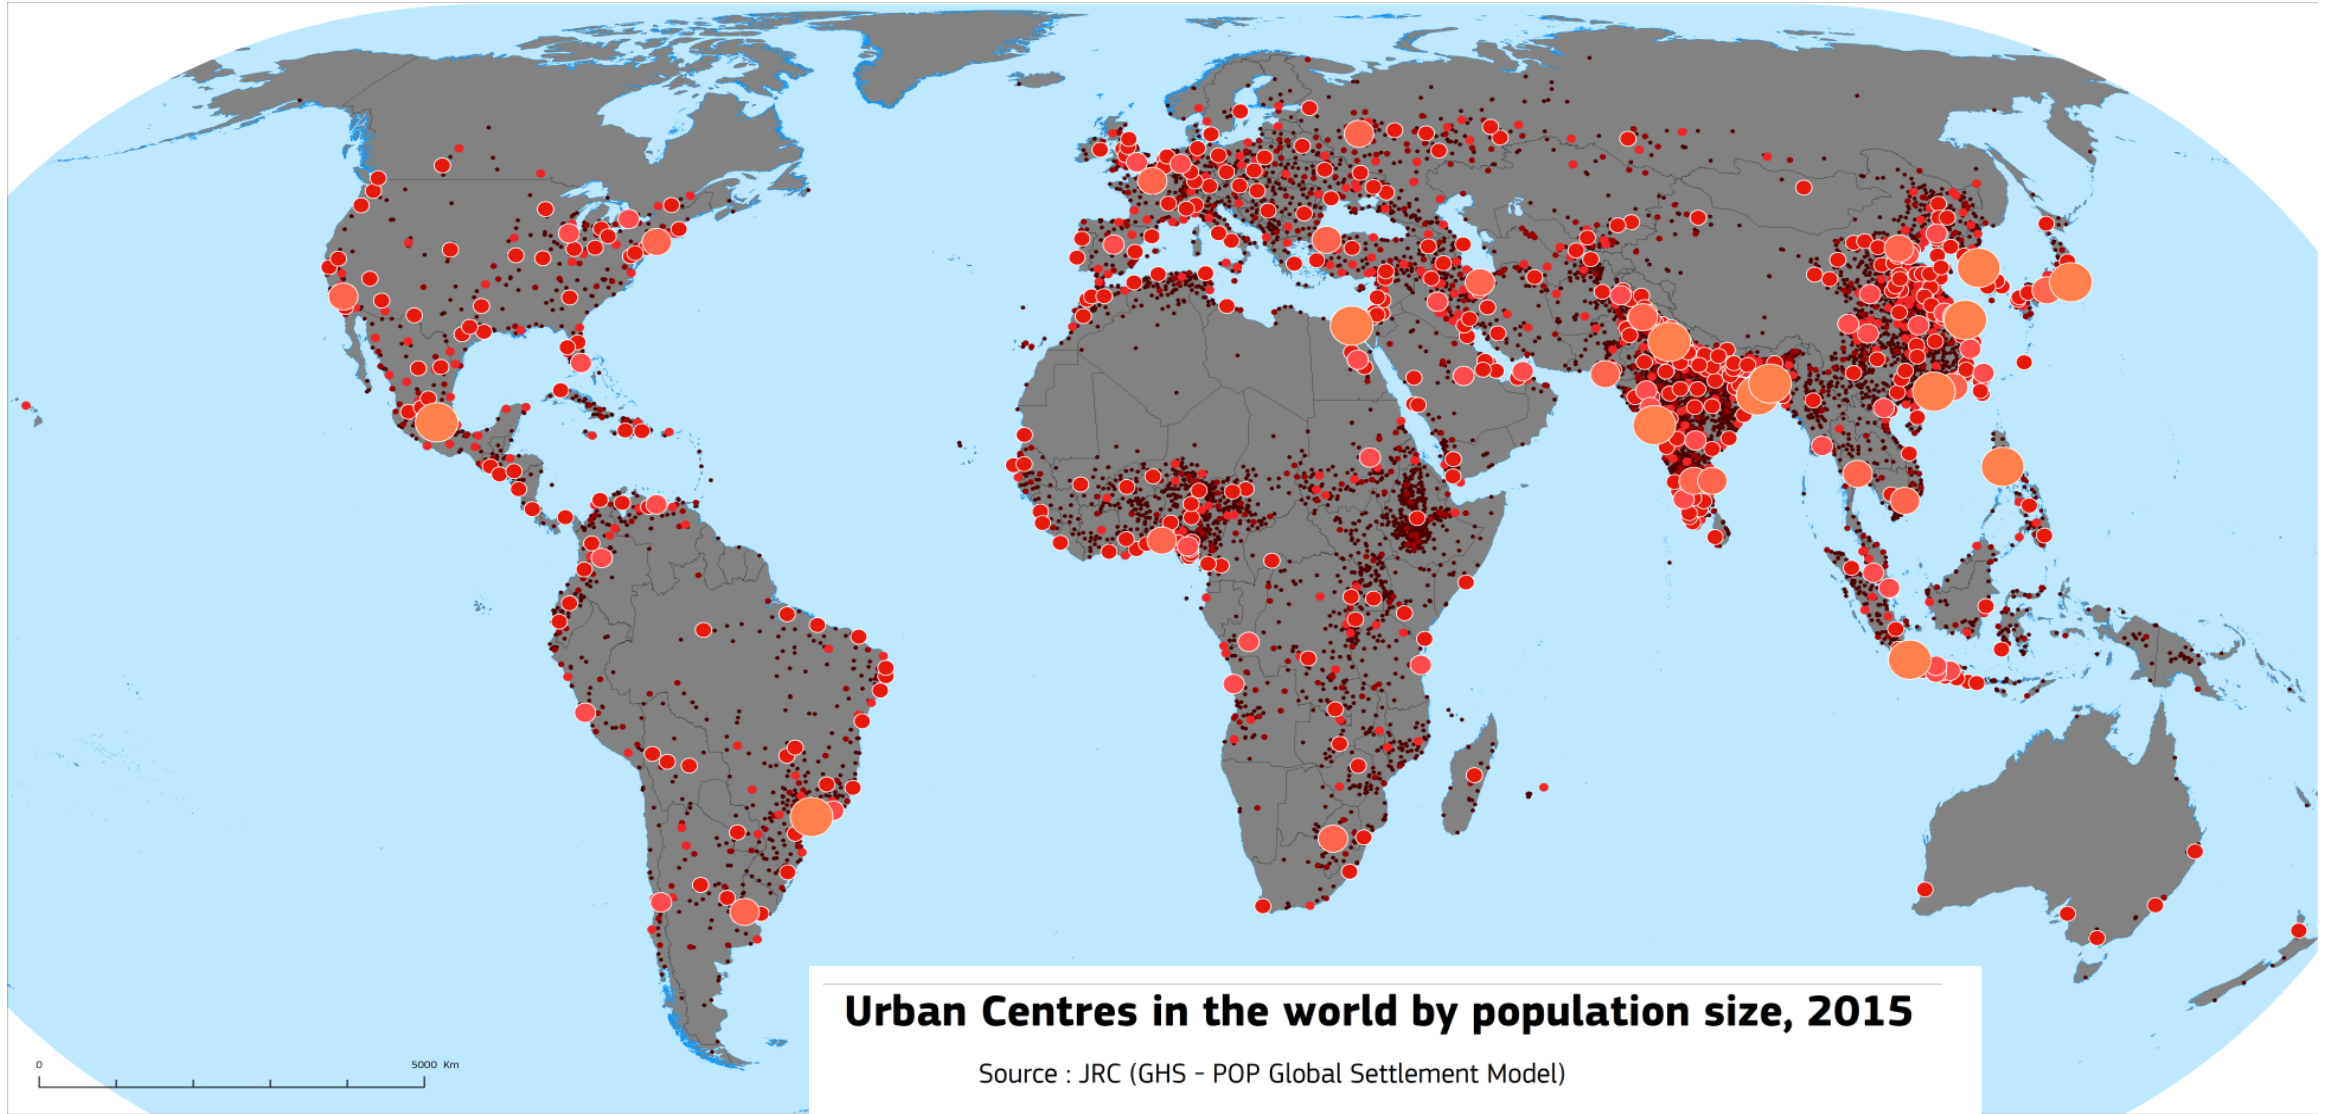 Urban Centres in the world by population size, 2015
Source : JRC (GHS - POP Global Settlement Model)
0 5000 Km